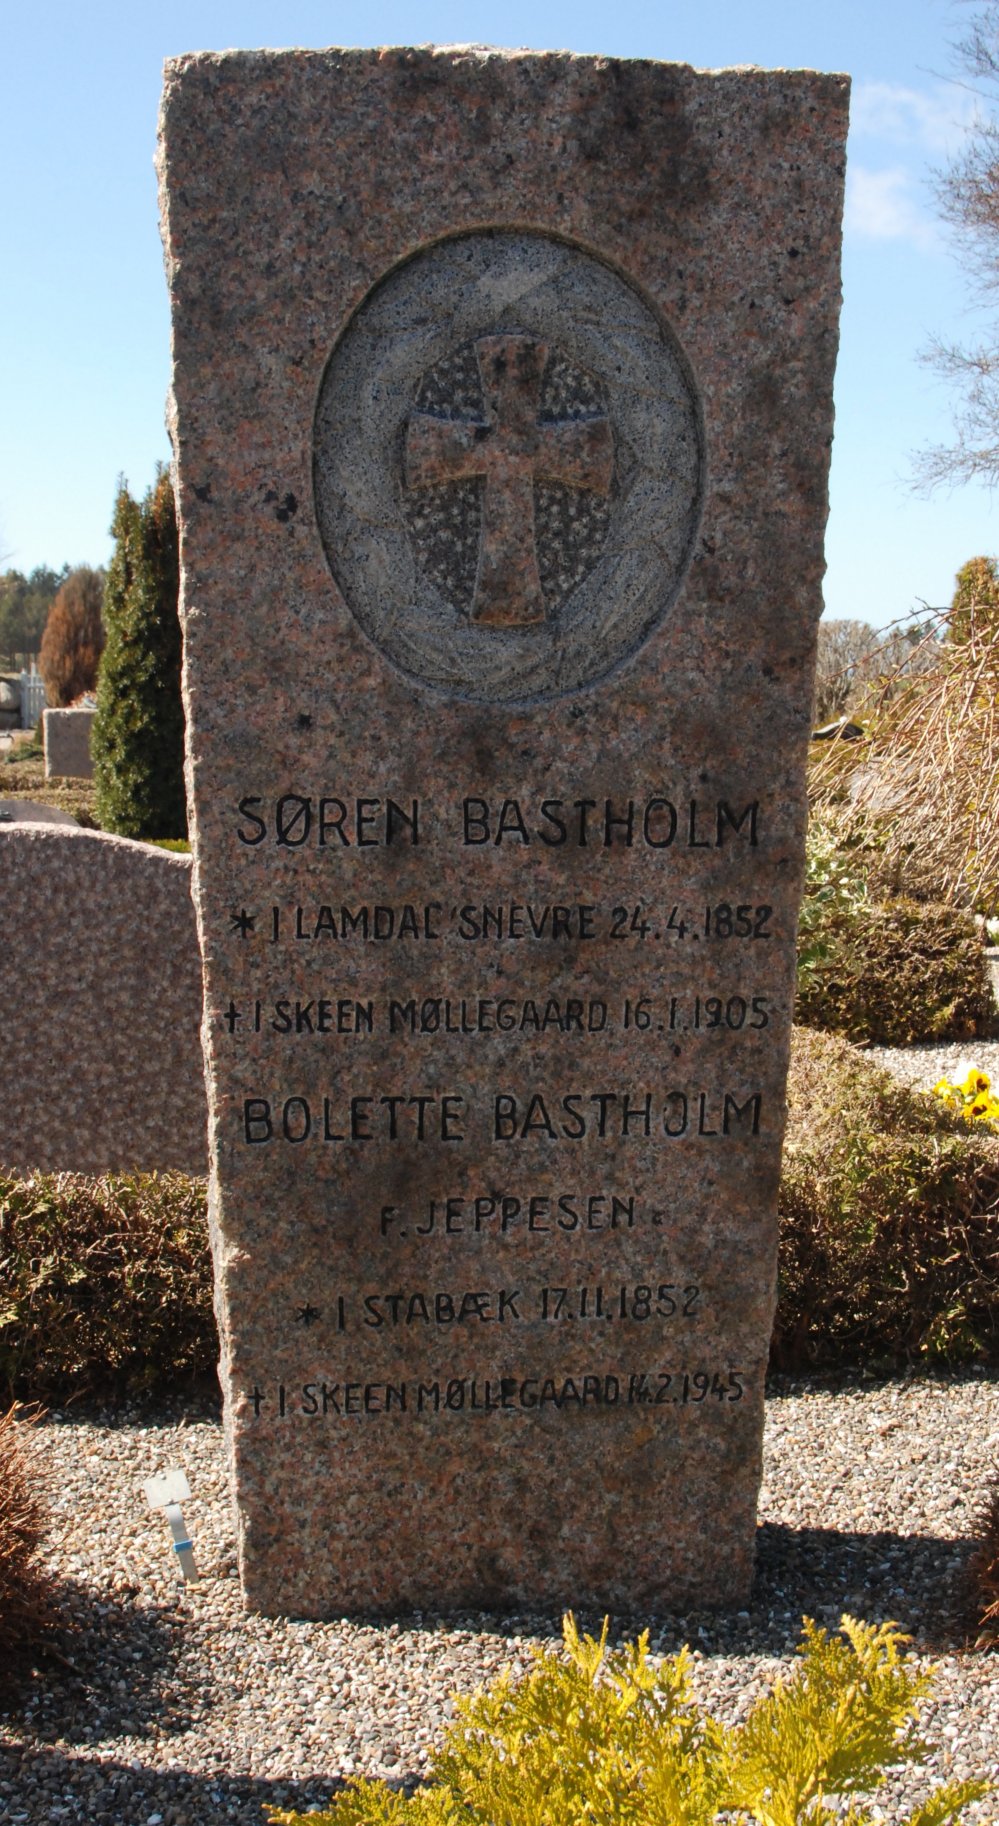 SØREN BASTHOLM
* I LAMDAL'SNEVRE 24.4.1852
† I SKEEN MØLLEGAARD 16.1.1905
BOLETTE BASTHOLM
F. JEPPESEN
* I STABÆK 17.11.1852
† I SKEEN MØLLEGAARD 14.2.1945